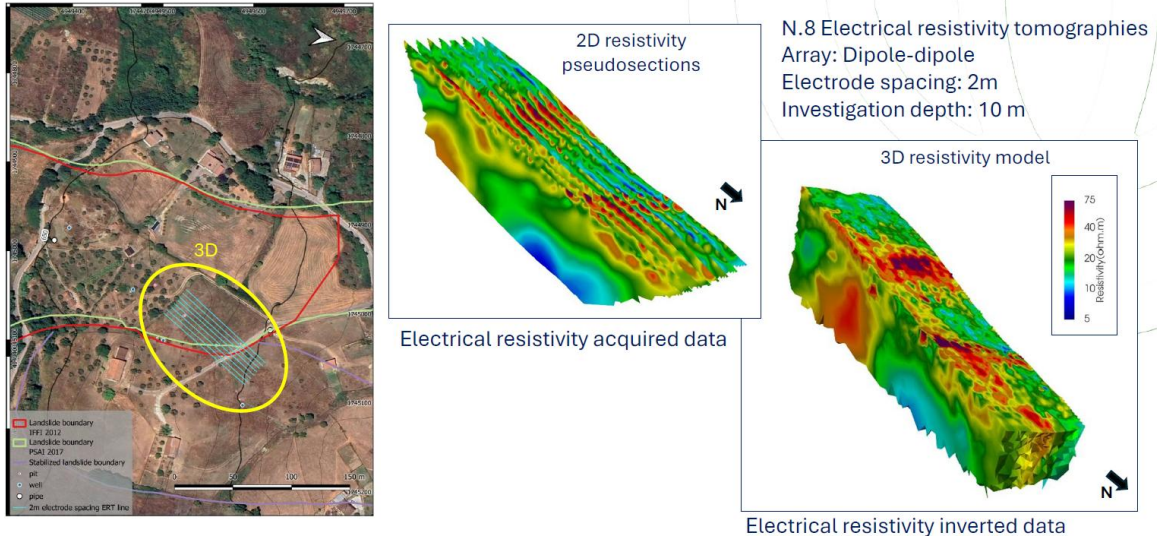 3D
Landslide boundary
IFFI 2012
Landslide boundary
PSAI 2017
Stabilized landslide boundary
pit
well
pipe
2m electrode spacing ERT line
0 50 100 150 m
2D resistivity
pseudosections
N
Electrical resistivity acquired data
N.8 Electrical resistivity tomographies
Array: Dipole-dipole
Electrode spacing: 2m
Investigation depth: 10 m
3D resistivity model
75
40
20
10
5
Resistivity(ohm.m)
N
Electrical resistivity inverted data